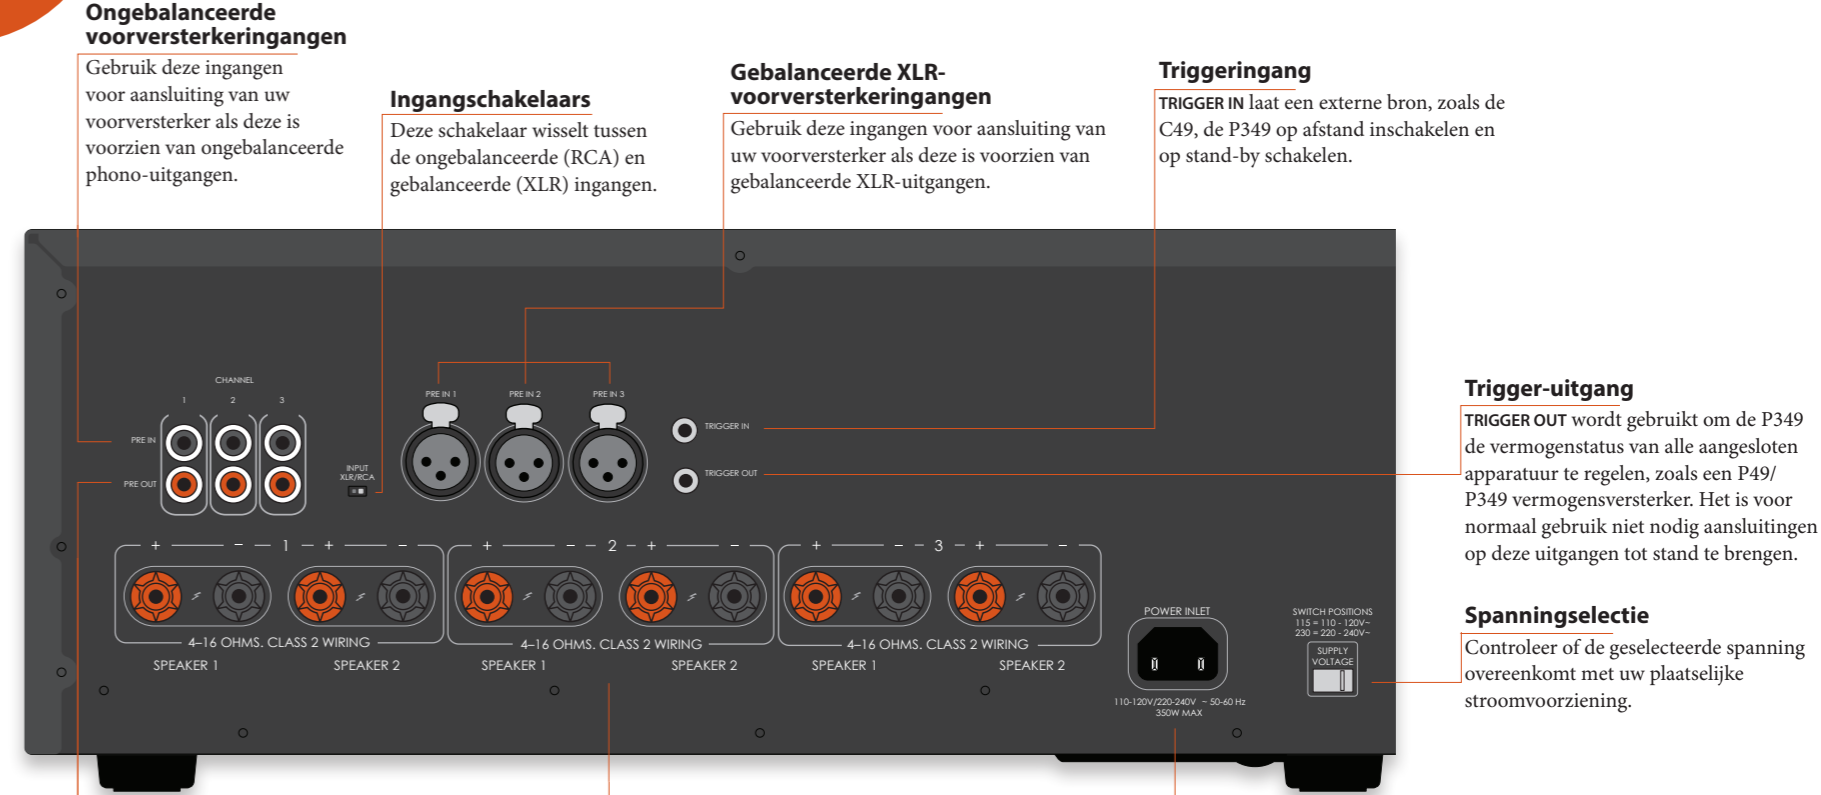 Ongebalanceerde
voorversterkeringangen
Gebruik deze ingangen
voor aansluiting van uw
voorversterker als deze is
voorzien van ongebalanceerde
phono-uitgangen.
Ingangschakelaars
Deze schakelaar wisselt tussen
de ongebalanceerde (RCA) en
gebalanceerde (XLR) ingangen.
Gebalanceerde XLR-
voorversterkeringangen
Gebruik deze ingangen voor aansluiting van
uw voorversterker als deze is voorzien van
gebalanceerde XLR-uitgangen.
Triggeringang
TRIGGER IN laat een externe bron, zoals de
C49, de P349 op afstand inschakelen en
op stand-by schakelen.
Trigger-uitgang
TRIGGER OUT wordt gebruikt om de P349
de vermogenstatus van alle aangesloten
apparatuur te regelen, zoals een P49/
P349 vermogensversterker. Het is voor
normaal gebruik niet nodig aansluitingen
op deze uitgangen tot stand te brengen.
Spanningselectie
Controleer of de geselecteerde spanning
overeenkomt met uw plaatselijke
stroomvoorziening.
CHANNEL
1 2 3
PRE IN
PRE OUT
INPUT
XLR/RCA
PRE IN 1 PRE IN 2 PRE IN 3
TRIGGER IN
TRIGGER OUT
+ – 1 + – + – 2 + – + – 3 + –
4–16 OHMS. CLASS 2 WIRING 4–16 OHMS. CLASS 2 WIRING 4–16 OHMS. CLASS 2 WIRING
SPEAKER 1 SPEAKER 2 SPEAKER 1 SPEAKER 2 SPEAKER 1 SPEAKER 2
POWER INLET
110-120V/220-240V ~ 50-60 Hz
350W MAX
SWITCH POSITIONS
115 = 110 - 120V~
230 = 220 - 240V~
SUPPLY
VOLTAGE